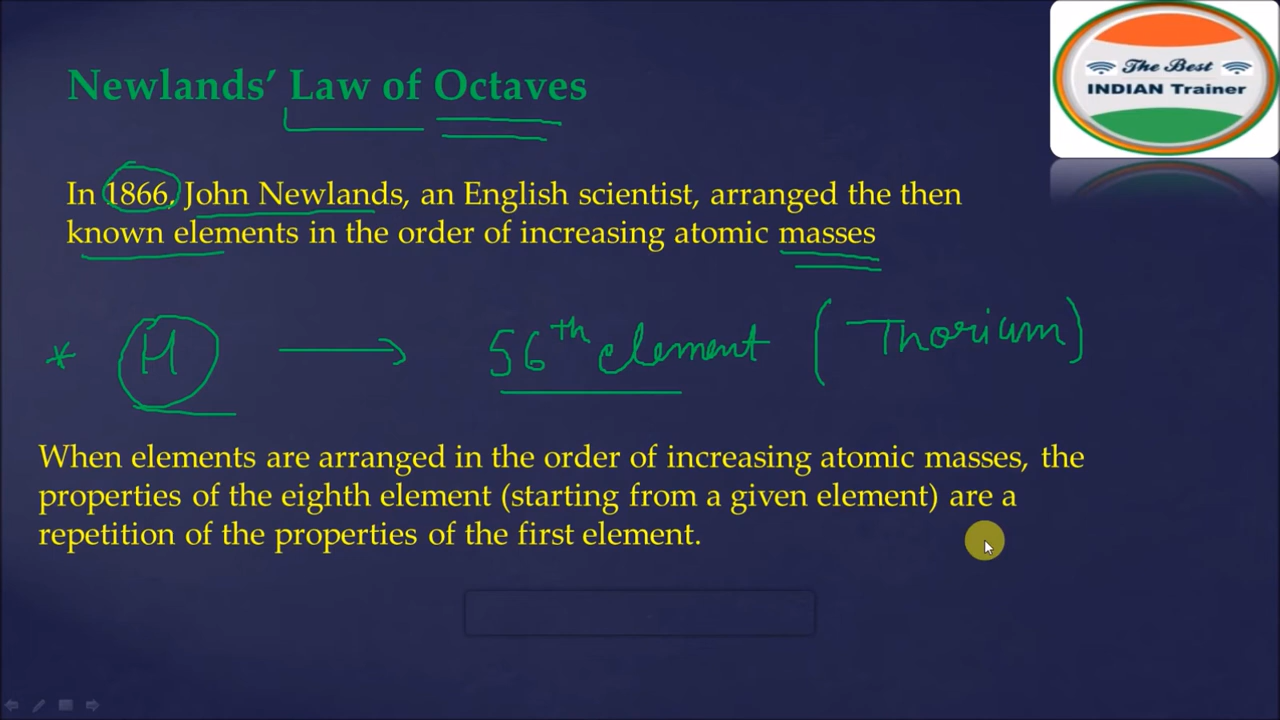 Newlands’ Law of Octaves
The Best
INDIAN Trainer
In 1866, John Newlands, an English scientist, arranged the then
known elements in the order of increasing atomic masses
* H → 56th element (Thorium)
When elements are arranged in the order of increasing atomic masses, the
properties of the eighth element (starting from a given element) are a
repetition of the properties of the first element.